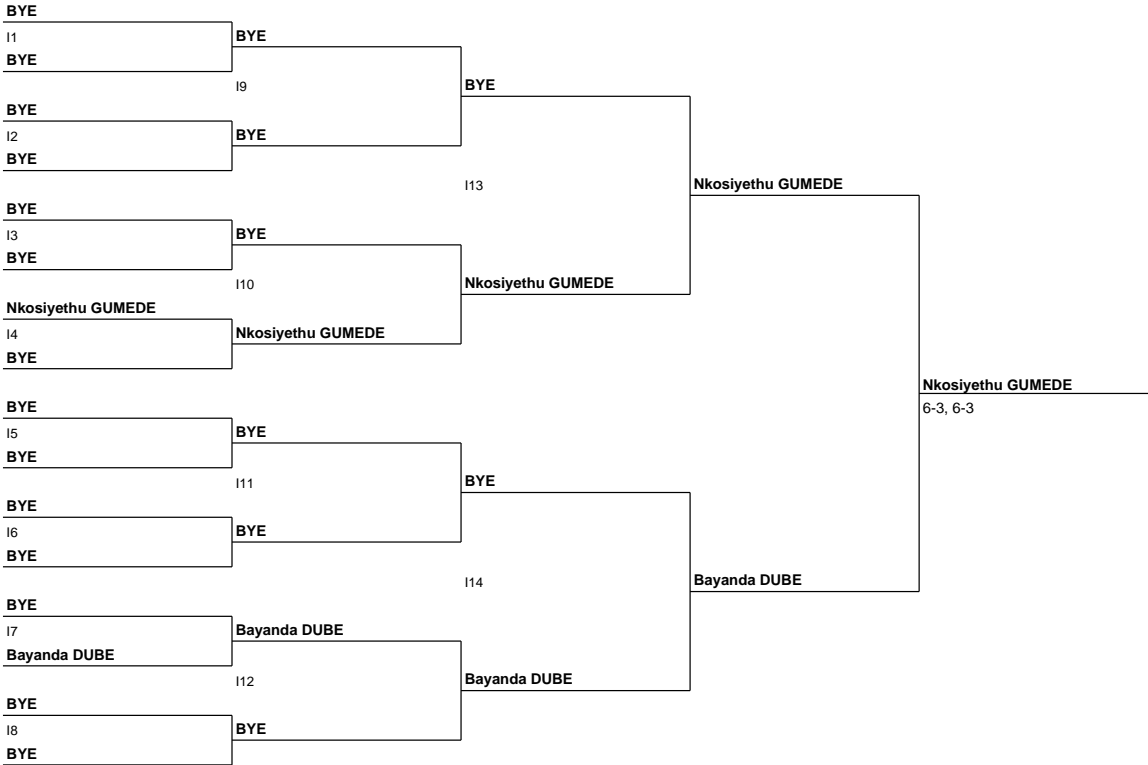 BYE
I1
BYE
BYE
I9
BYE
BYE
I2
BYE
BYE
I13
Nkosiyethu GUMEDE
BYE
I3
BYE
BYE
I10
Nkosiyethu GUMEDE
Nkosiyethu GUMEDE
I4
Nkosiyethu GUMEDE
BYE
Nkosiyethu GUMEDE
6-3, 6-3
BYE
I5
BYE
BYE
I11
BYE
BYE
I6
BYE
BYE
I14
Bayanda DUBE
BYE
I7
Bayanda DUBE
Bayanda DUBE
I12
Bayanda DUBE
BYE
I8
BYE
BYE